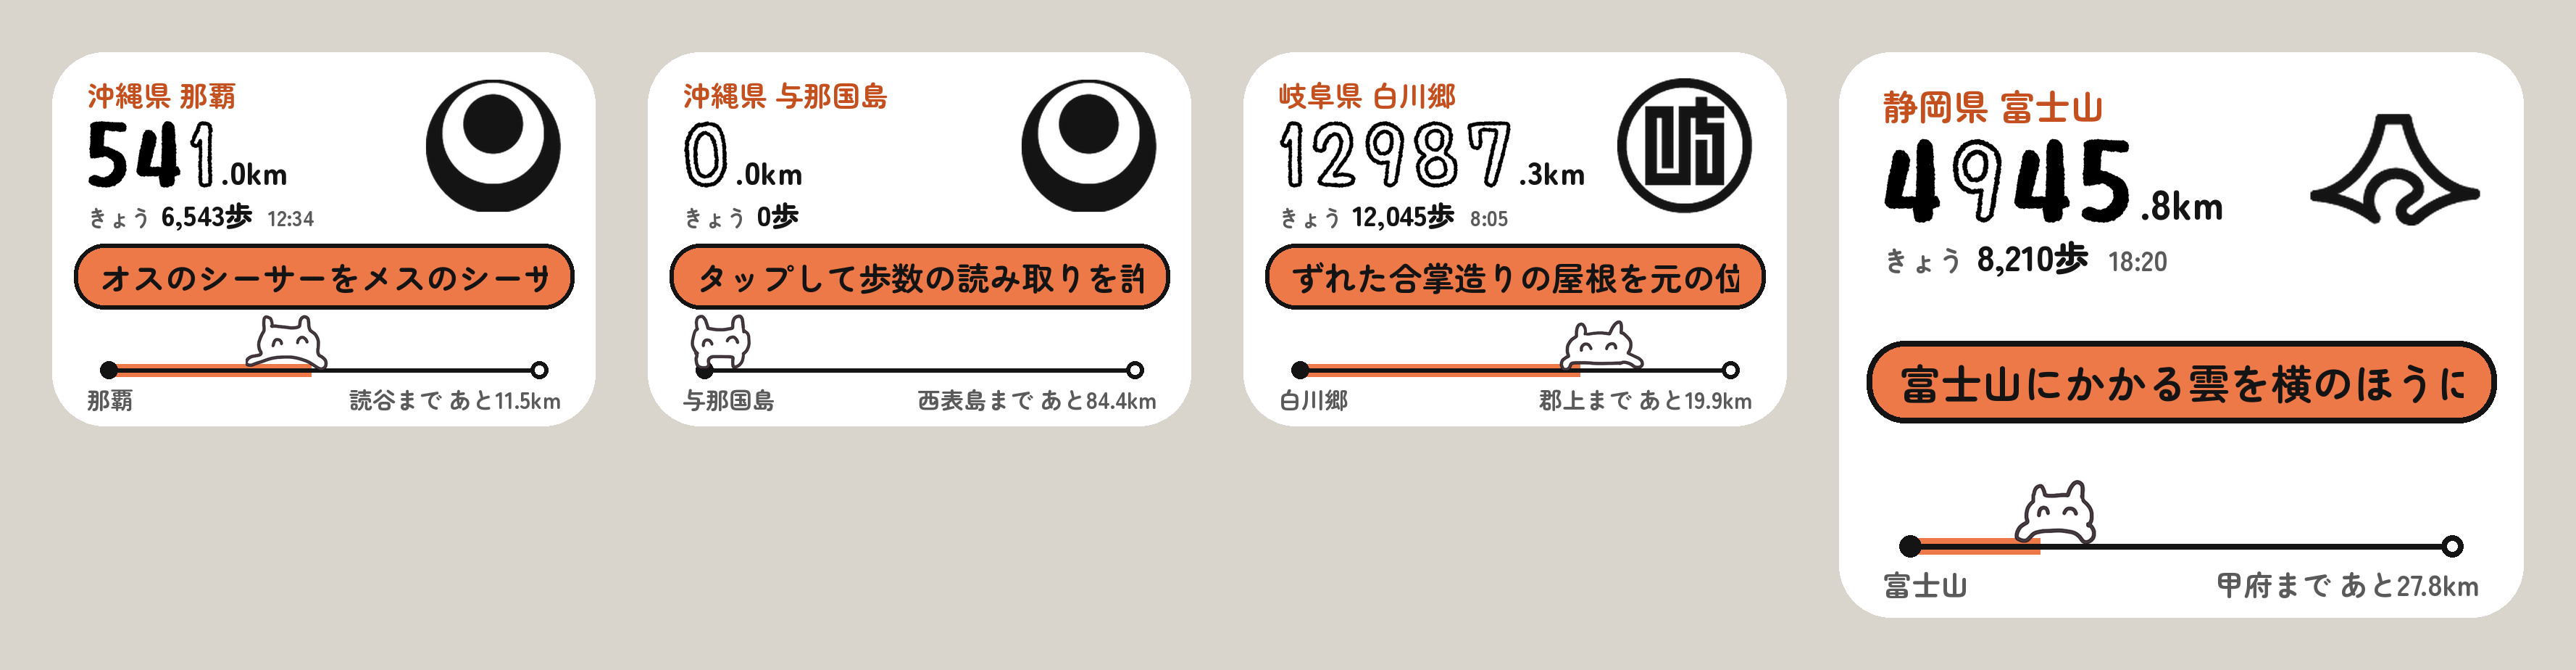 沖縄県 那覇
541.0km
きょう 6,543歩 12:34
オスのシーサーをメスのシーサ
那覇
読谷まで あと11.5km
沖縄県 与那国島
0.0km
きょう 0歩
タップして歩数の読み取りを許
与那国島
西表島まで あと84.4km
岐阜県 白川郷
岐
12987.3km
きょう 12,045歩 8:05
ずれた合掌造りの屋根を元の位
白川郷
郡上まで あと19.9km
静岡県 富士山
4945.8km
きょう 8,210歩 18:20
富士山にかかる雲を横のほうに
富士山
甲府まで あと27.8km